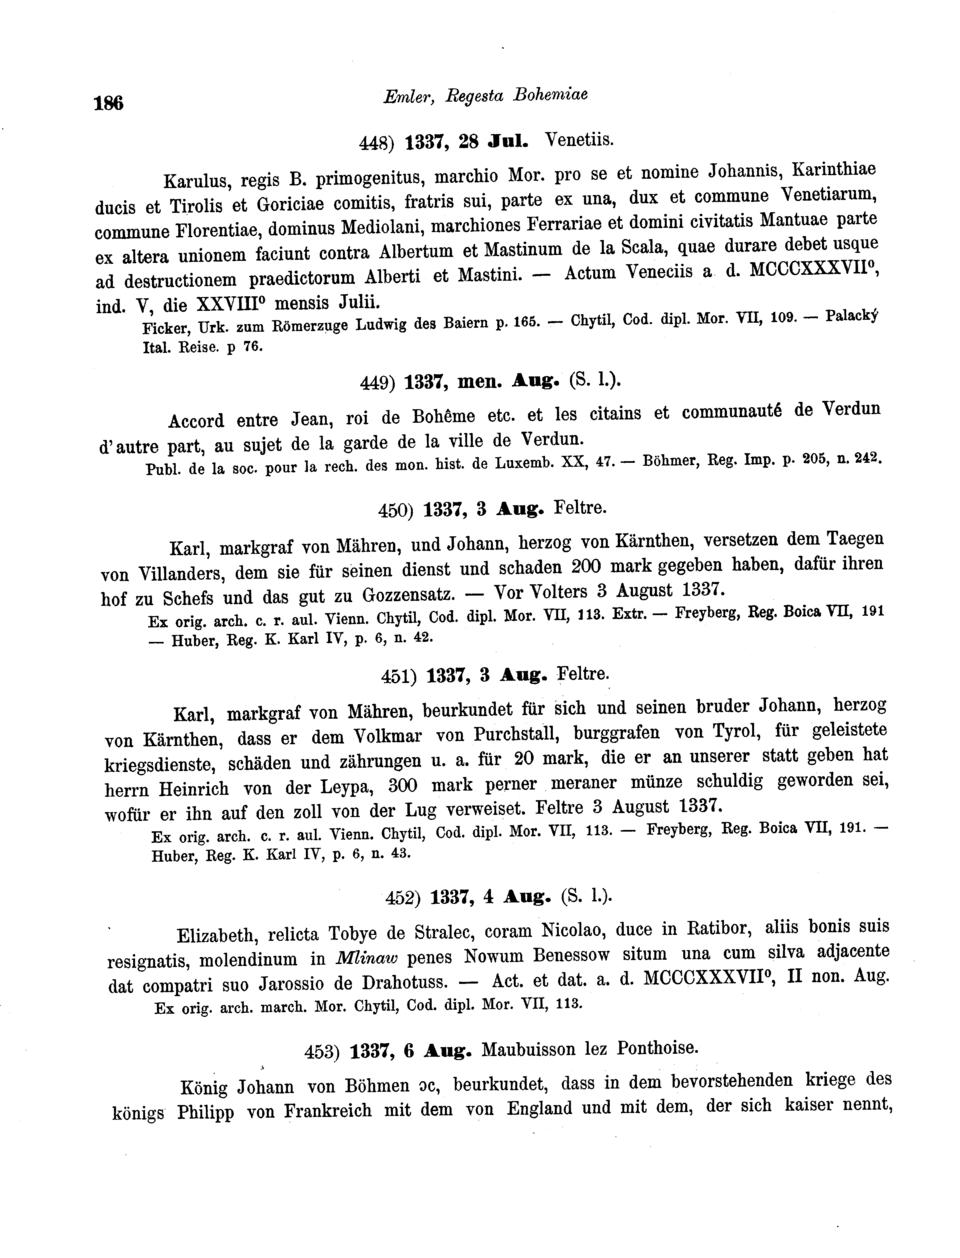 186
Emler, Regesta Bohemiae
448) 1337, 28 Jul. Venetiis.
Karulus, regis B. primogenitus, marchio Mor. pro se et nomine Johannis, Karinthiae
ducis et Tirolis et Goriciae comitis, fratris sui, parte ex una, dux et commune Venetiarum,
commune Florentiae, dominus Mediolani, marchiones Ferrariae et domini civitatis Mantuae parte
ex altera unionem faciunt contra Albertum et Mastinum de la Scala, quae durare debet usque
ad destructionem praedictorum Alberti et Mastini. — Actum Veneciis a d. MCCCXXXVII⁰,
ind. V, die XXVIII⁰ mensis Julii.
Ficker, Urk. zum Römerzuge Ludwig des Baiern p. 165. — Chytil, Cod. dipl. Mor. VII, 109. — Palacký
Ital. Reise. p 76.
449) 1337, men. Aug. (S. l.).
Accord entre Jean, roi de Bohême etc. et les citains et communauté de Verdun
d'autre part, au sujet de la garde de la ville de Verdun.
Publ. de la soc. pour la rech. des mon. hist. de Luxemb. XX, 47. — Böhmer, Reg. Imp. p. 205, n. 242.
450) 1337, 3 Aug. Feltre.
Karl, markgraf von Mähren, und Johann, herzog von Kärnthen, versetzen dem Taegen
von Villanders, dem sie für seinen dienst und schaden 200 mark gegeben haben, dafür ihren
hof zu Schefs und das gut zu Gozzensatz. — Vor Volters 3 August 1337.
Ex orig. arch. c. r. aul. Vienn. Chytil, Cod. dipl. Mor. VII, 113. Extr. — Freyberg, Reg. Boica VII, 191
— Huber, Reg. K. Karl IV, p. 6, n. 42.
451) 1337, 3 Aug. Feltre.
Karl, markgraf von Mähren, beurkundet für sich und seinen bruder Johann, herzog
von Kärnthen, dass er dem Volkmar von Purchstall, burggrafen von Tyrol, für geleistete
kriegsdienste, schäden und zährungen u. a. für 20 mark, die er an unserer statt geben hat
herrn Heinrich von der Leypa, 300 mark perner meraner münze schuldig geworden sei,
wofür er ihn auf den zoll von der Lug verweiset. Feltre 3 August 1337.
Ex orig. arch. c. r. aul. Vienn. Chytil, Cod. dipl. Mor. VII, 113. — Freyberg, Reg. Boica VII, 191. —
Huber, Reg. K. Karl IV, p. 6, n. 43.
452) 1337, 4 Aug. (S. l.).
Elizabeth, relicta Tobye de Stralec, coram Nicolao, duce in Ratibor, aliis bonis suis
resignatis, molendinum in Mlinaw penes Nowum Benessow situm una cum silva adjacente
dat compatri suo Jarossio de Drahotuss. — Act. et dat. a. d. MCCCXXXVII⁰, II non. Aug.
Ex orig. arch. march. Mor. Chytil, Cod. dipl. Mor. VII, 113.
453) 1337, 6 Aug. Maubuisson lez Ponthoise.
König Johann von Böhmen ɔc, beurkundet, dass in dem bevorstehenden kriege des
königs Philipp von Frankreich mit dem von England und mit dem, der sich kaiser nennt,